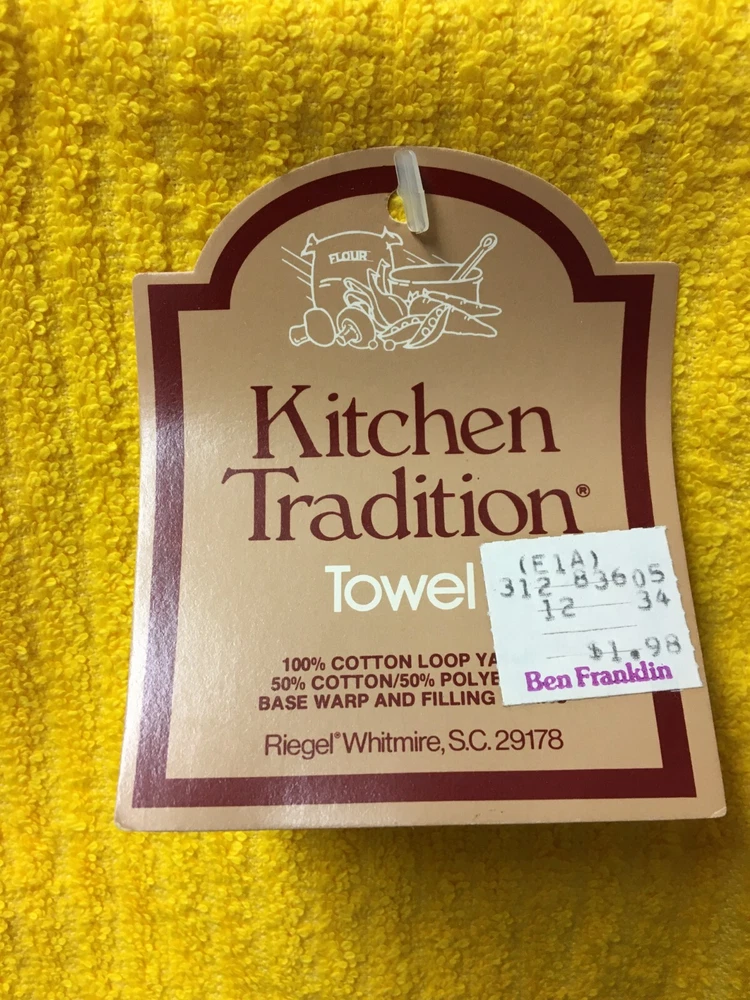 FLOUR
Kitchen
Tradition®
Towel
100% COTTON LOOP
50% COTTON/50%
BASE WARP AND FILLING
Riegel® Whitmire, S.C. 29178
(E1A)
312 83605
12 34
$1.98
Ben Franklin